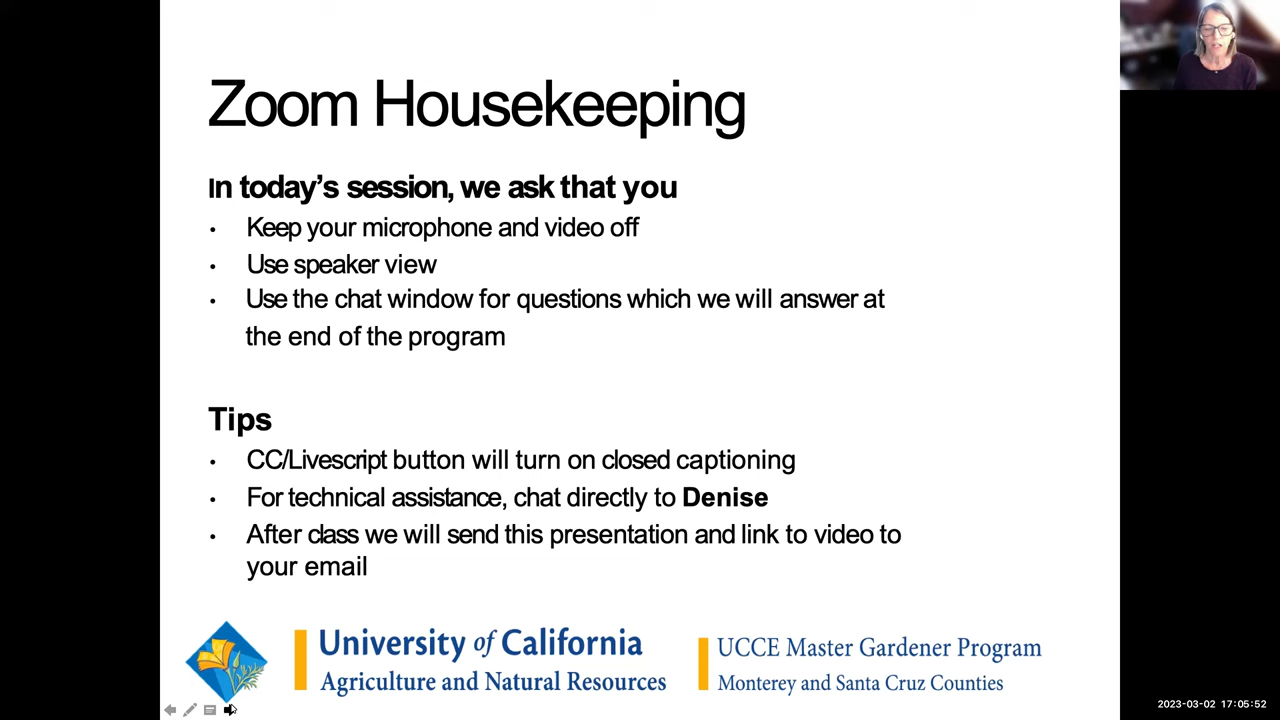 Zoom Housekeeping
In today's session, we ask that you
• Keep your microphone and video off
• Use speaker view
• Use the chat window for questions which we will answer at
the end of the program
Tips
• CC/Livescript button will turn on closed captioning
• For technical assistance, chat directly to Denise
• After class we will send this presentation and link to video to
your email
University of California
Agriculture and Natural Resources
UCCE Master Gardener Program
Monterey and Santa Cruz Counties
2023-03-02 17:05:52